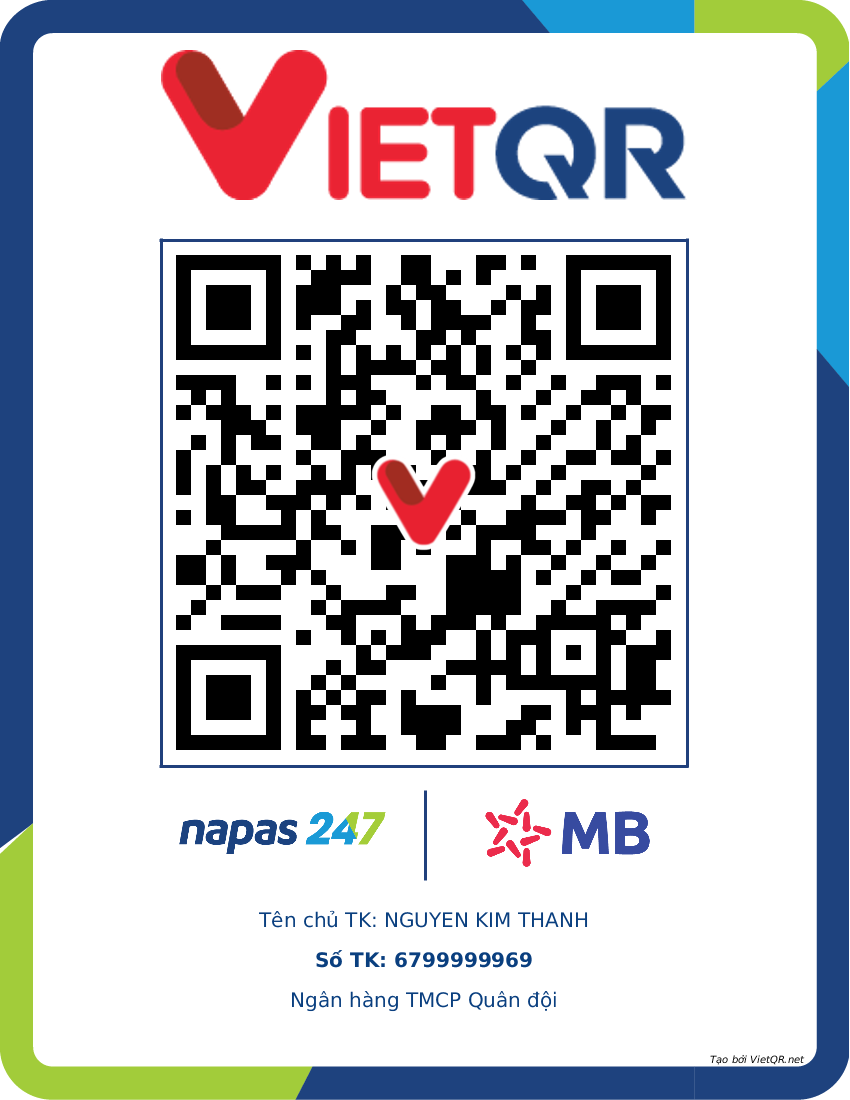 VIETQR
napas 247
MB
Tên chủ TK: NGUYEN KIM THANH
Số TK: 6799999969
Ngân hàng TMCP Quân đội
Tạo bởi VietQR.net